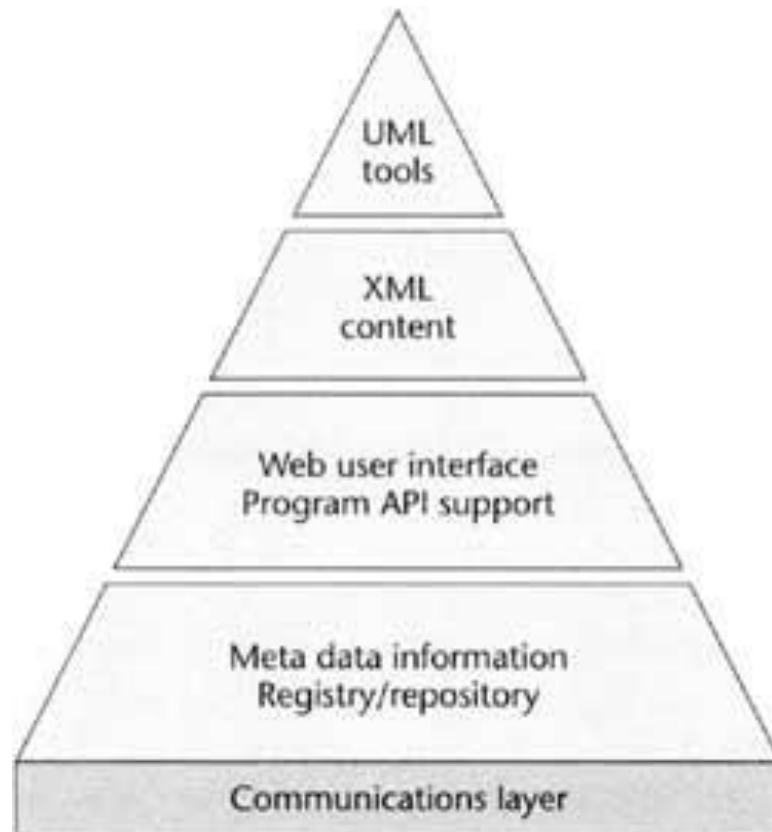 UML
tools
XML
content
Web user interface
Program API support
Meta data information
Registry/repository
Communications layer